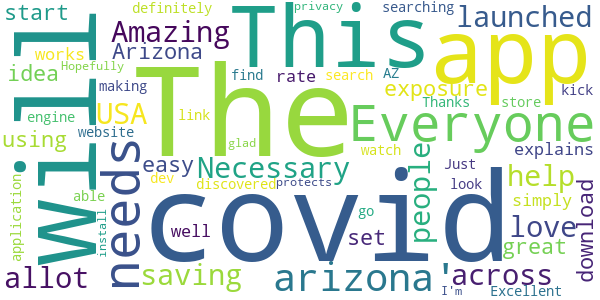 privacy
searching
definitely
start
Will
Amazing
This
launched
app
works
Arizona
idea
Hopefully
The
find
rate
search
AZ
exposure
kick
making
USA
engine
link
Thanks
store
Everyone
website
using
needs
glad
watch
explains
easy
Necessary
people
Just
help
dev
discovered
protects
covid
look
simply
download
application
able
install
go
love
well
set
great
allot
saving
arizona'
across
I'm
Excellent